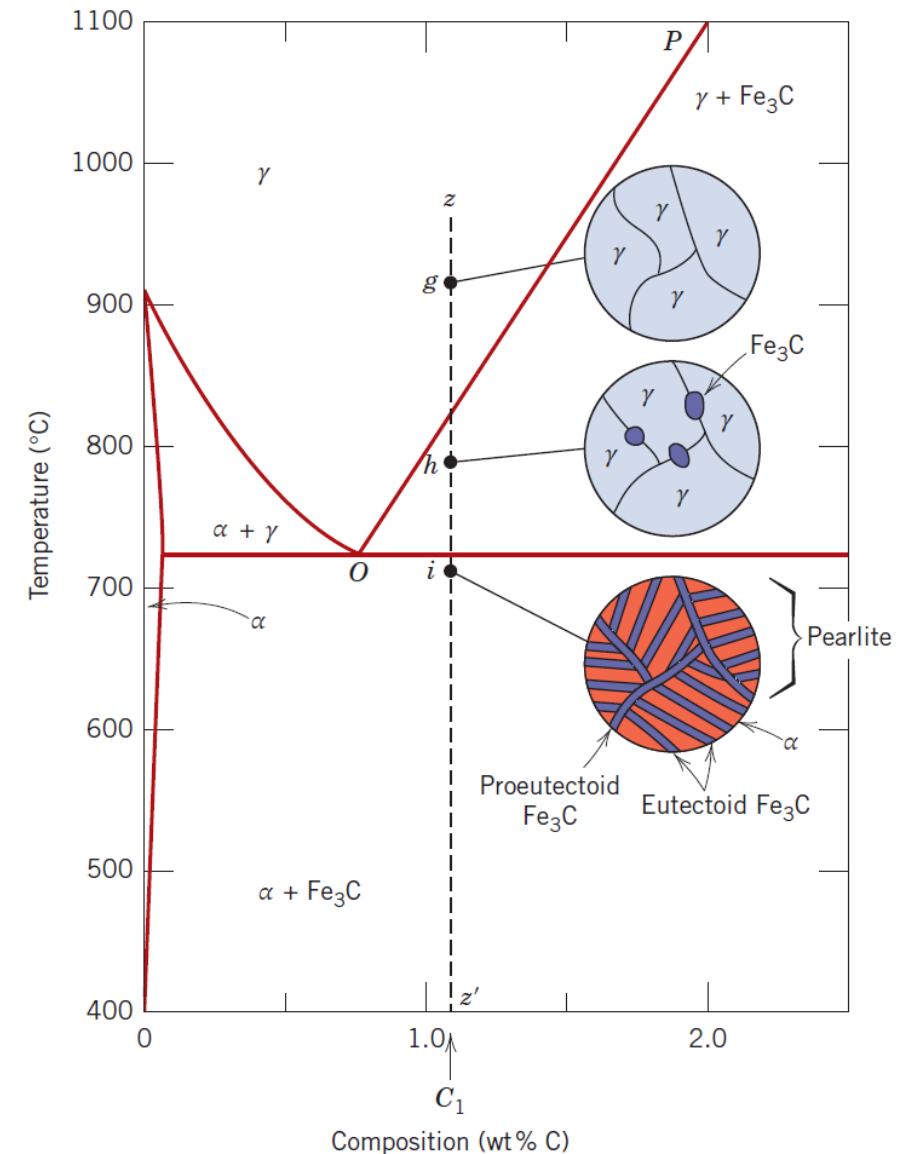 1100
P
γ + Fe₃C
1000
γ
z
γ
γ
γ
g
γ
900
Fe₃C
γ
γ
800
h
γ
γ
α + γ
O
i
700
α
Pearlite
600
α
Proeutectoid
Fe₃C
Eutectoid Fe₃C
500
α + Fe₃C
z'
400
0
1.0
2.0
C₁
Composition (wt% C)
Temperature (°C)